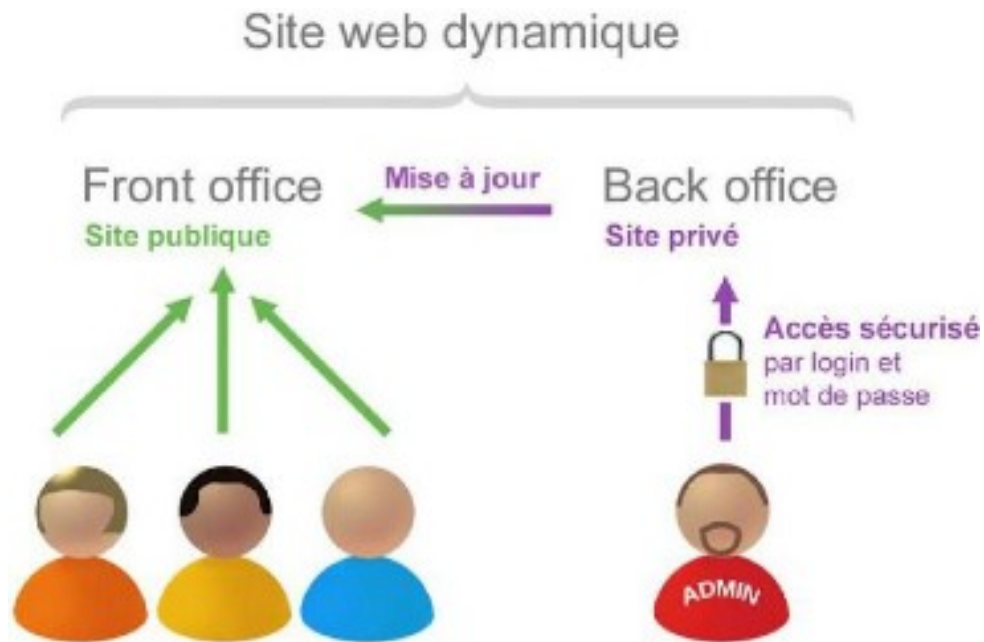 Site web dynamique
Front office
Mise à jour
Back office
Site publique
Site privé
Accès sécurisé
par login et
mot de passe
ADMIN